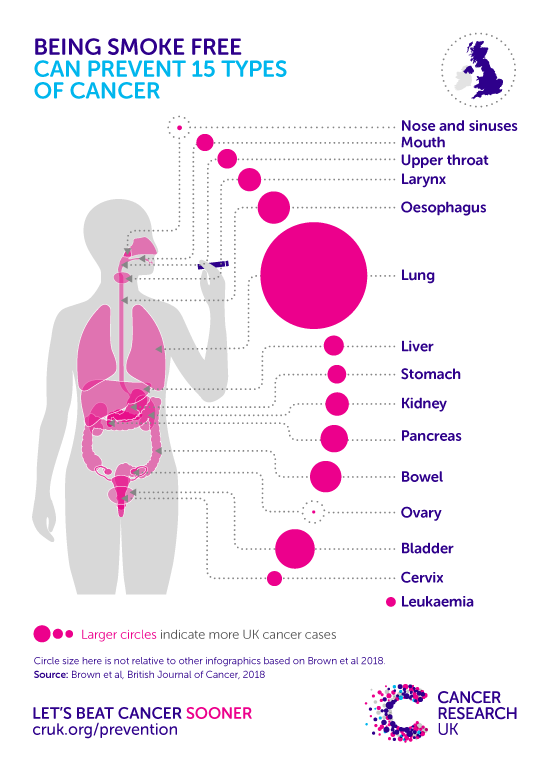 BEING SMOKE FREE
CAN PREVENT 15 TYPES
OF CANCER
Nose and sinuses
Mouth
Upper throat
Larynx
Oesophagus
Lung
Liver
Stomach
Kidney
Pancreas
Bowel
Ovary
Bladder
Cervix
Leukaemia
Larger circles indicate more UK cancer cases
Circle size here is not relative to other infographics based on Brown et al 2018.
Source: Brown et al, British Journal of Cancer, 2018
LET'S BEAT CANCER SOONER
cruk.org/prevention
CANCER
RESEARCH
UK